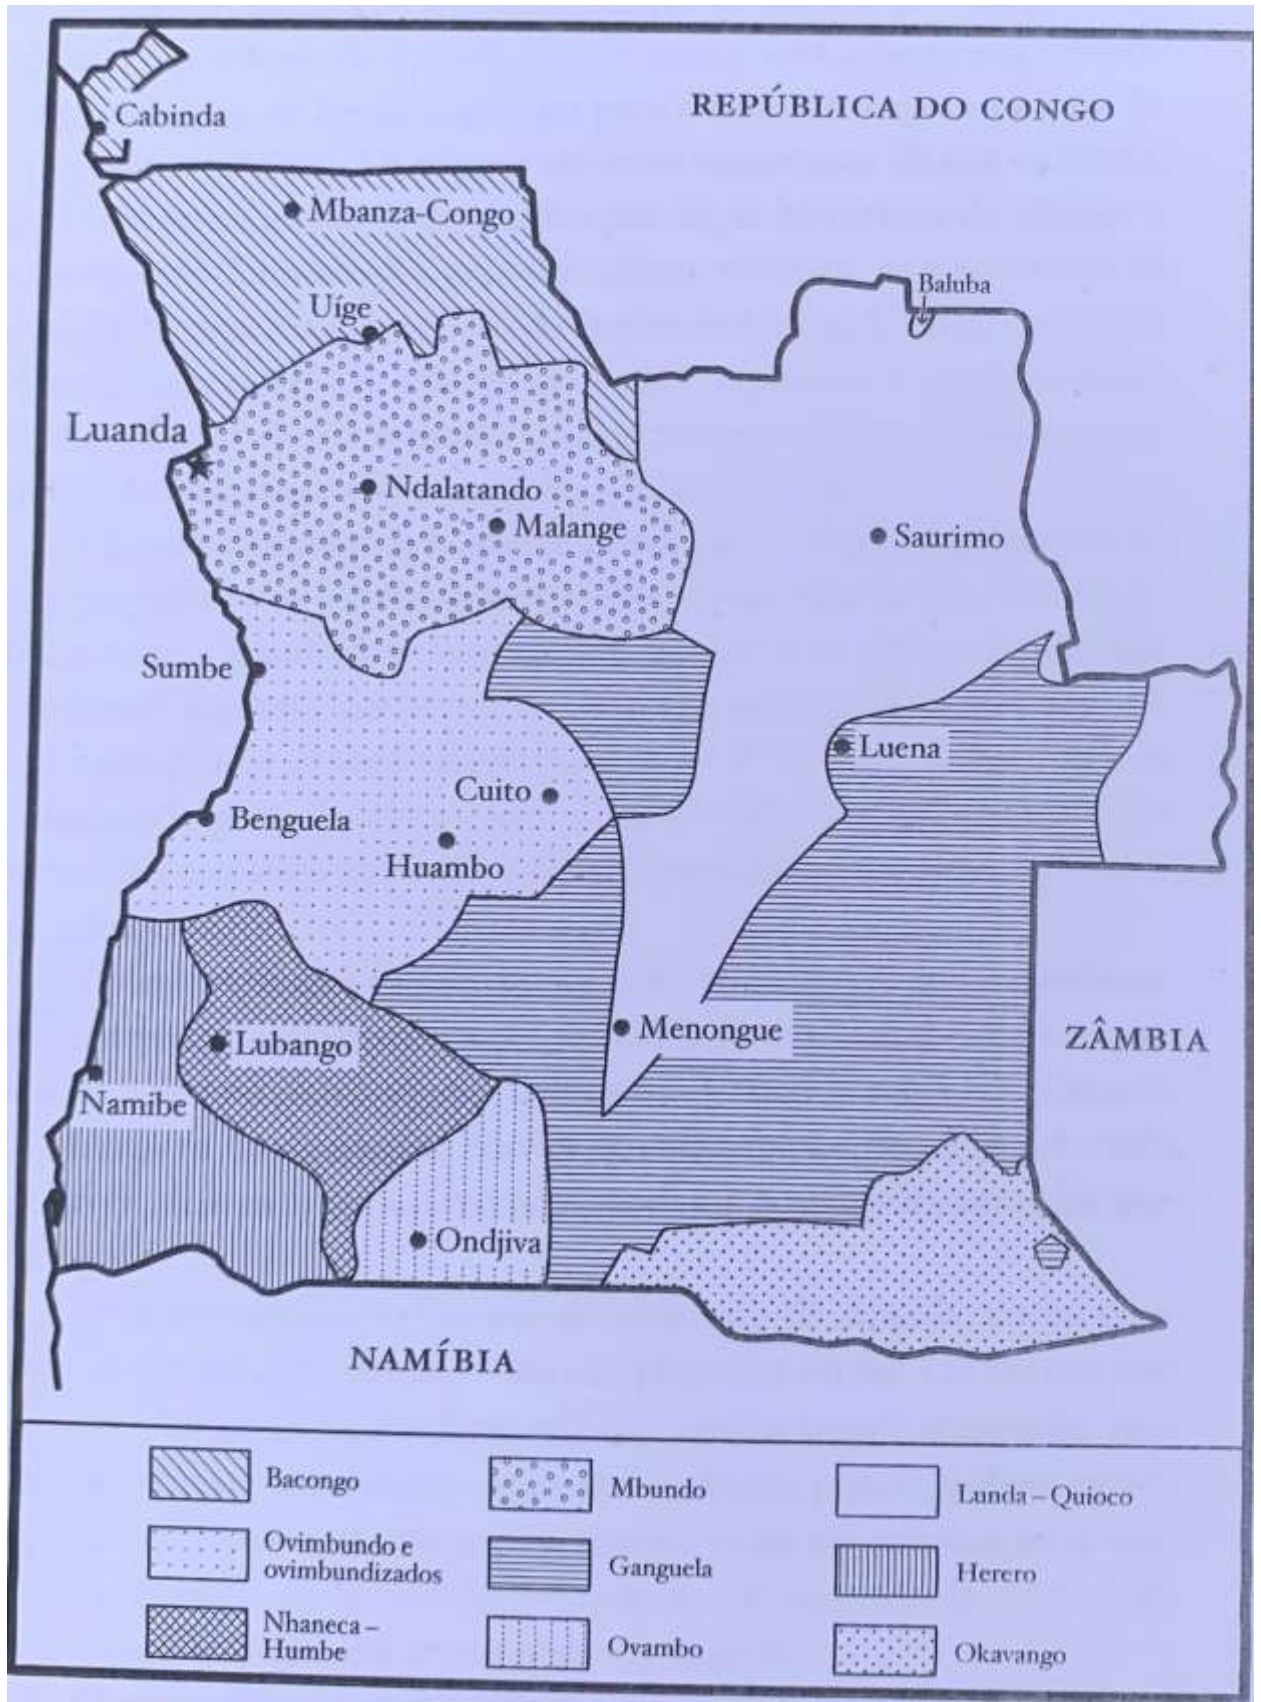 Cabinda
REPÚBLICA DO CONGO
Mbanza-Congo
Baluba
Uíge
Luanda
Ndalatando
Malange
Saurimo
Sumbe
Luena
Cuito
Benguela
Huambo
Menongue
ZÂMBIA
Lubango
Namibe
Ondjiva
NAMÍBIA
Bacongo
Mbundo
Lunda – Quioco
Ovimbundo e
ovimbundizados
Ganguela
Herero
Nhaneca –
Humbe
Ovambo
Okavango